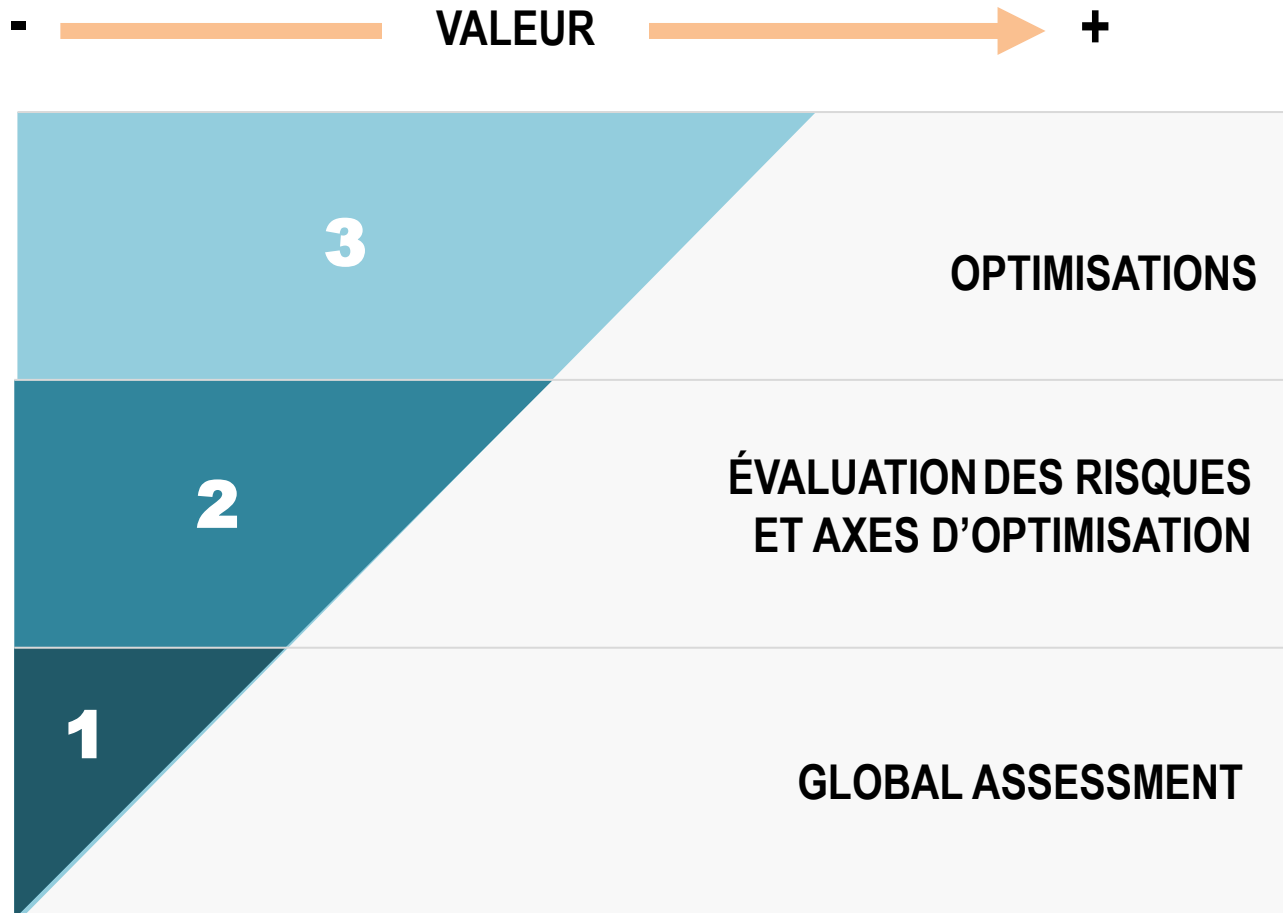 - VALEUR +
3
OPTIMISATIONS
2
ÉVALUATION DES RISQUES
ET AXES D’OPTIMISATION
1
GLOBAL ASSESSMENT